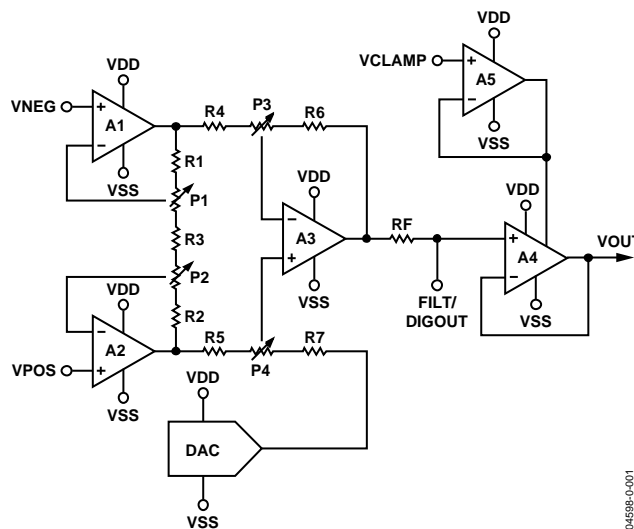 VDD
VNEG
+
A1
−
VSS
R4
P3
R6
R1
P1
R3
P2
R2
VDD
−
A2
+
VPOS
VSS
R5
P4
R7
VDD
−
A3
+
VSS
RF
FILT/
DIGOUT
VDD
VCLAMP
+
A5
−
VSS
VDD
+
A4
−
VSS
VOUT
VDD
DAC
VSS
04598-0-001